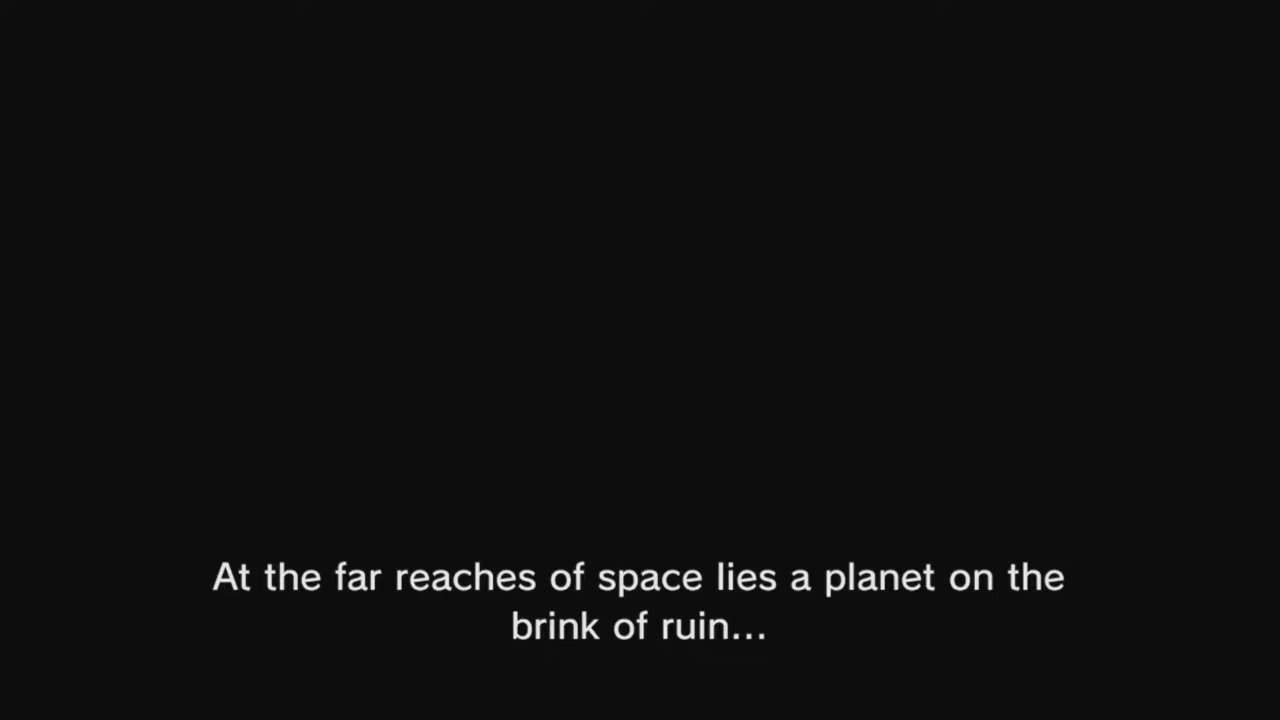 At the far reaches of space lies a planet on the
brink of ruin...